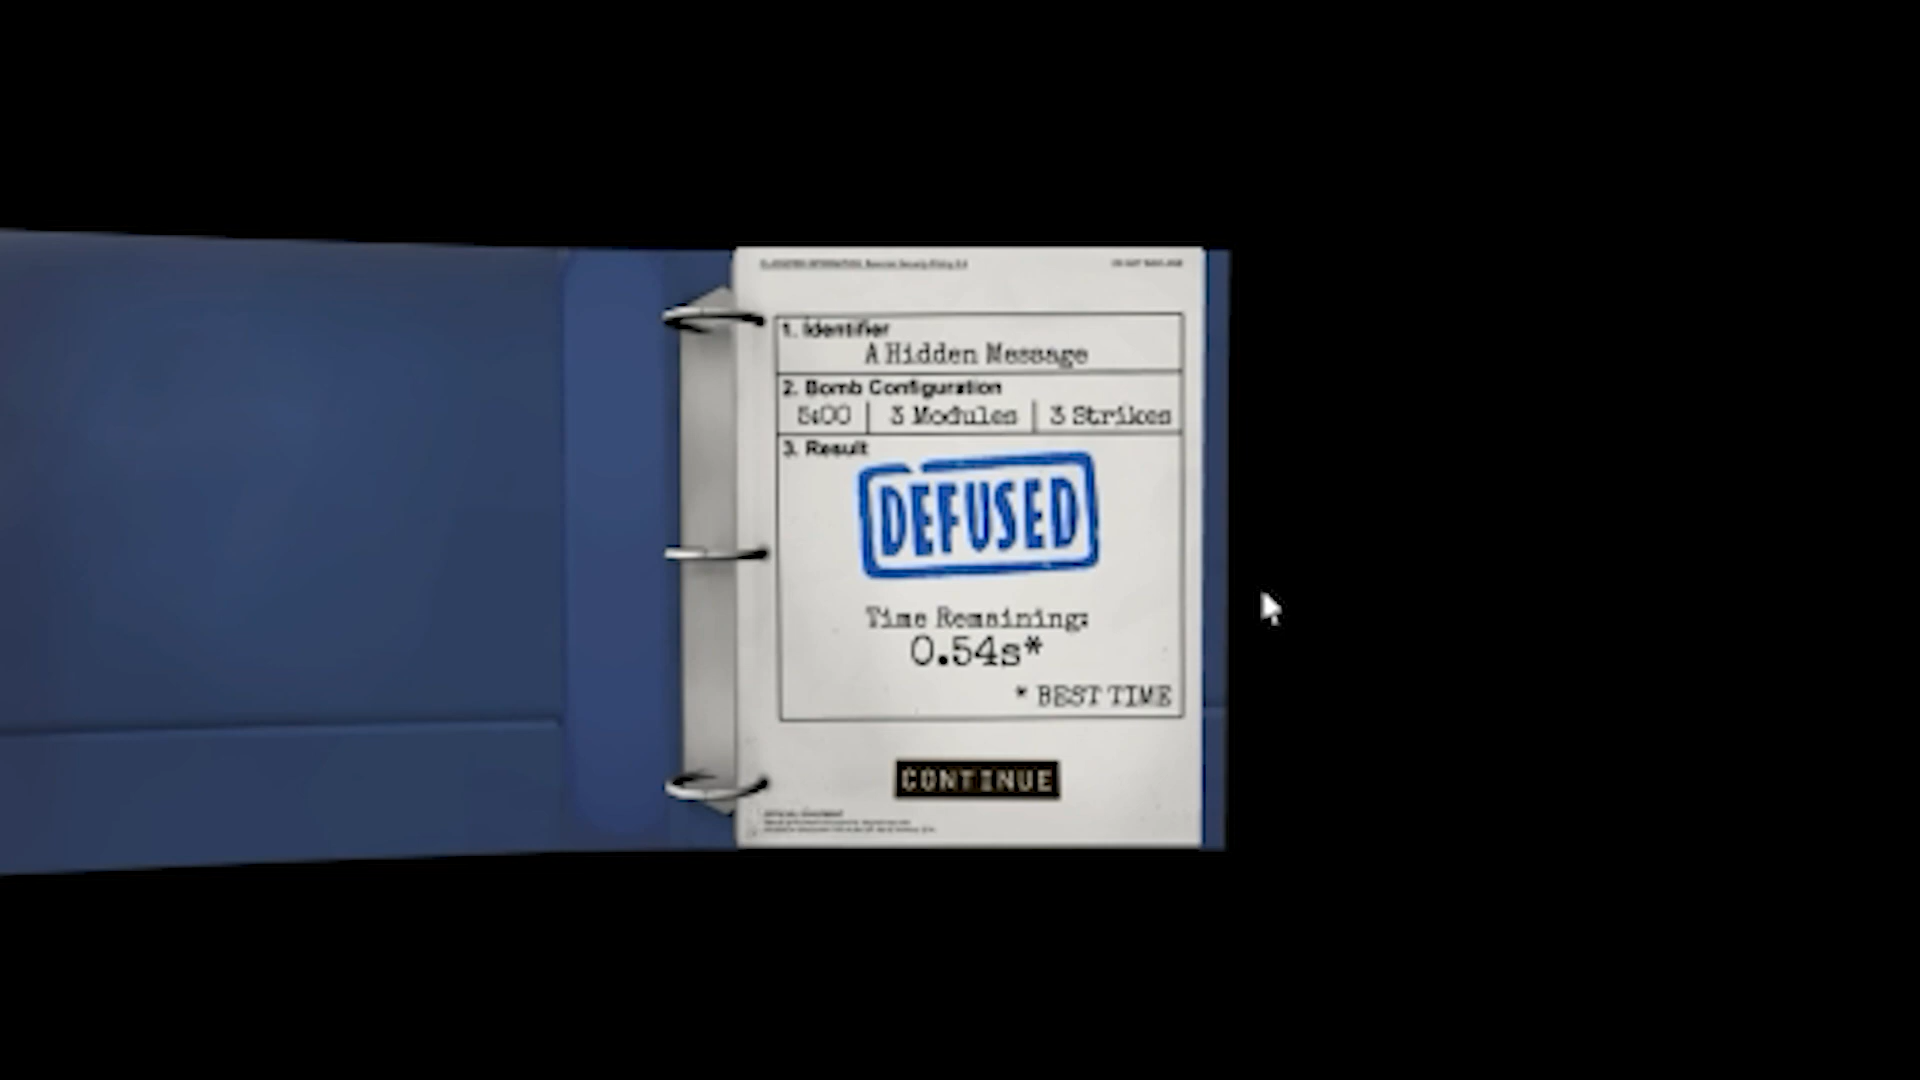 1. Identifier
A Hidden Message
2. Bomb Configuration
5:00 3 Modules 3 Strikes
3. Result
DEFUSED
Time Remaining:
0.54s*
* BEST TIME
CONTINUE